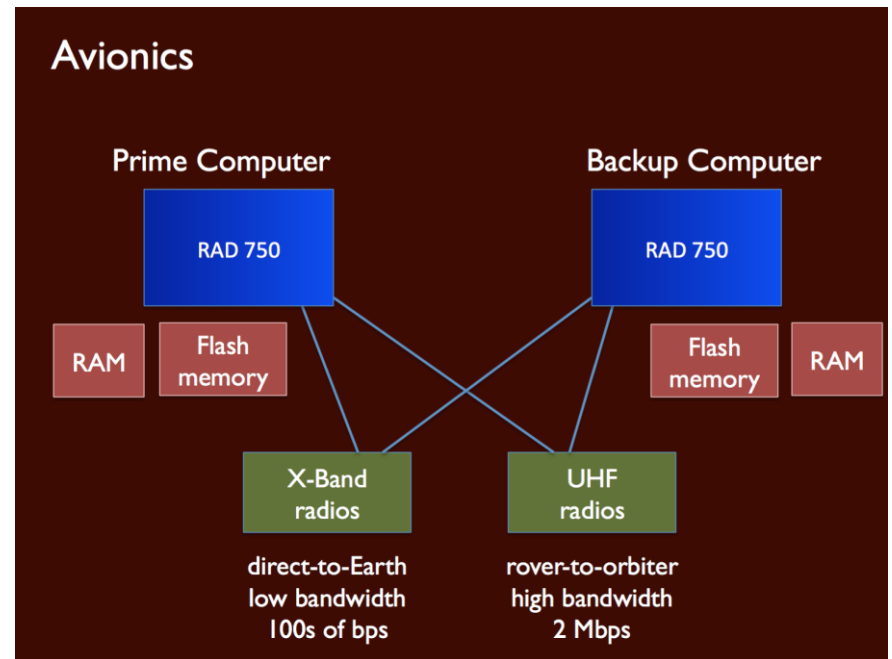 Avionics
Prime Computer
Backup Computer
RAD 750
RAD 750
RAM
Flash
memory
Flash
memory
RAM
X-Band
radios
UHF
radios
direct-to-Earth
low bandwidth
100s of bps
rover-to-orbiter
high bandwidth
2 Mbps